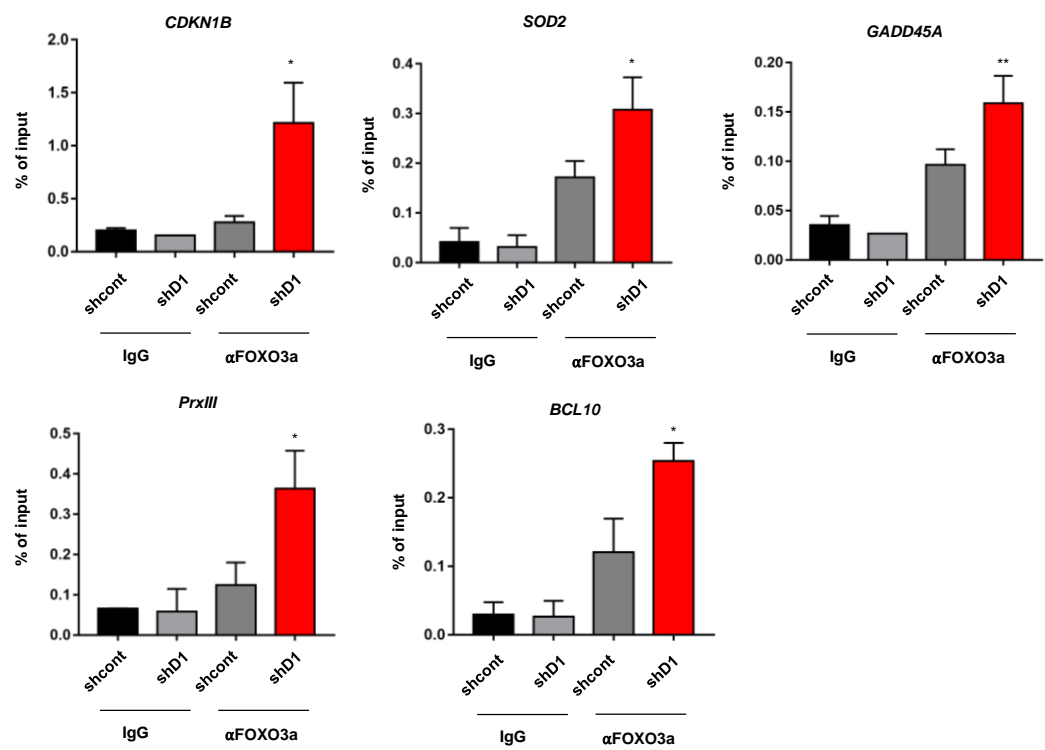 CDKN1B
% of input
2.0
1.5
1.0
0.5
0.0
*
shcont
shD1
shcont
shD1
IgG
αFOXO3a
SOD2
% of input
0.4
0.3
0.2
0.1
0.0
*
shcont
shD1
shcont
shD1
IgG
αFOXO3a
GADD45A
% of input
0.20
0.15
0.10
0.05
0.00
**
shcont
shD1
shcont
shD1
IgG
αFOXO3a
PrxIII
% of input
0.5
0.4
0.3
0.2
0.1
0.0
*
shcont
shD1
shcont
shD1
IgG
αFOXO3a
BCL10
% of input
0.3
0.2
0.1
0.0
*
shcont
shD1
shcont
shD1
IgG
αFOXO3a